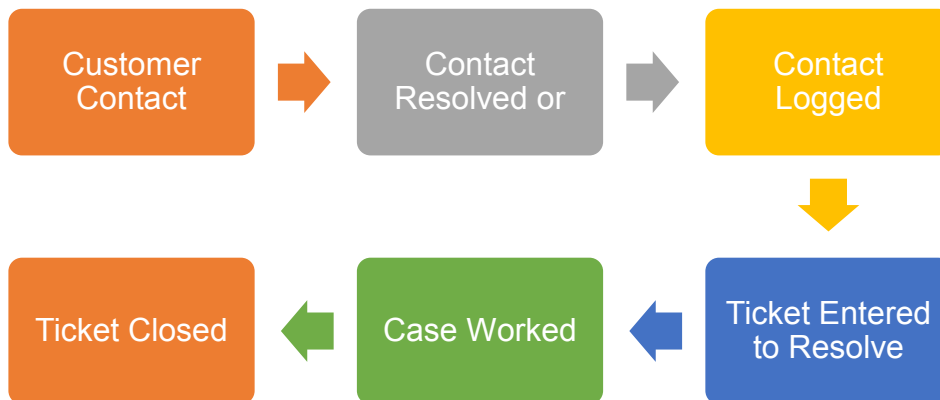 Customer
Contact
Contact
Resolved or
Contact
Logged
Ticket Entered
to Resolve
Case Worked
Ticket Closed